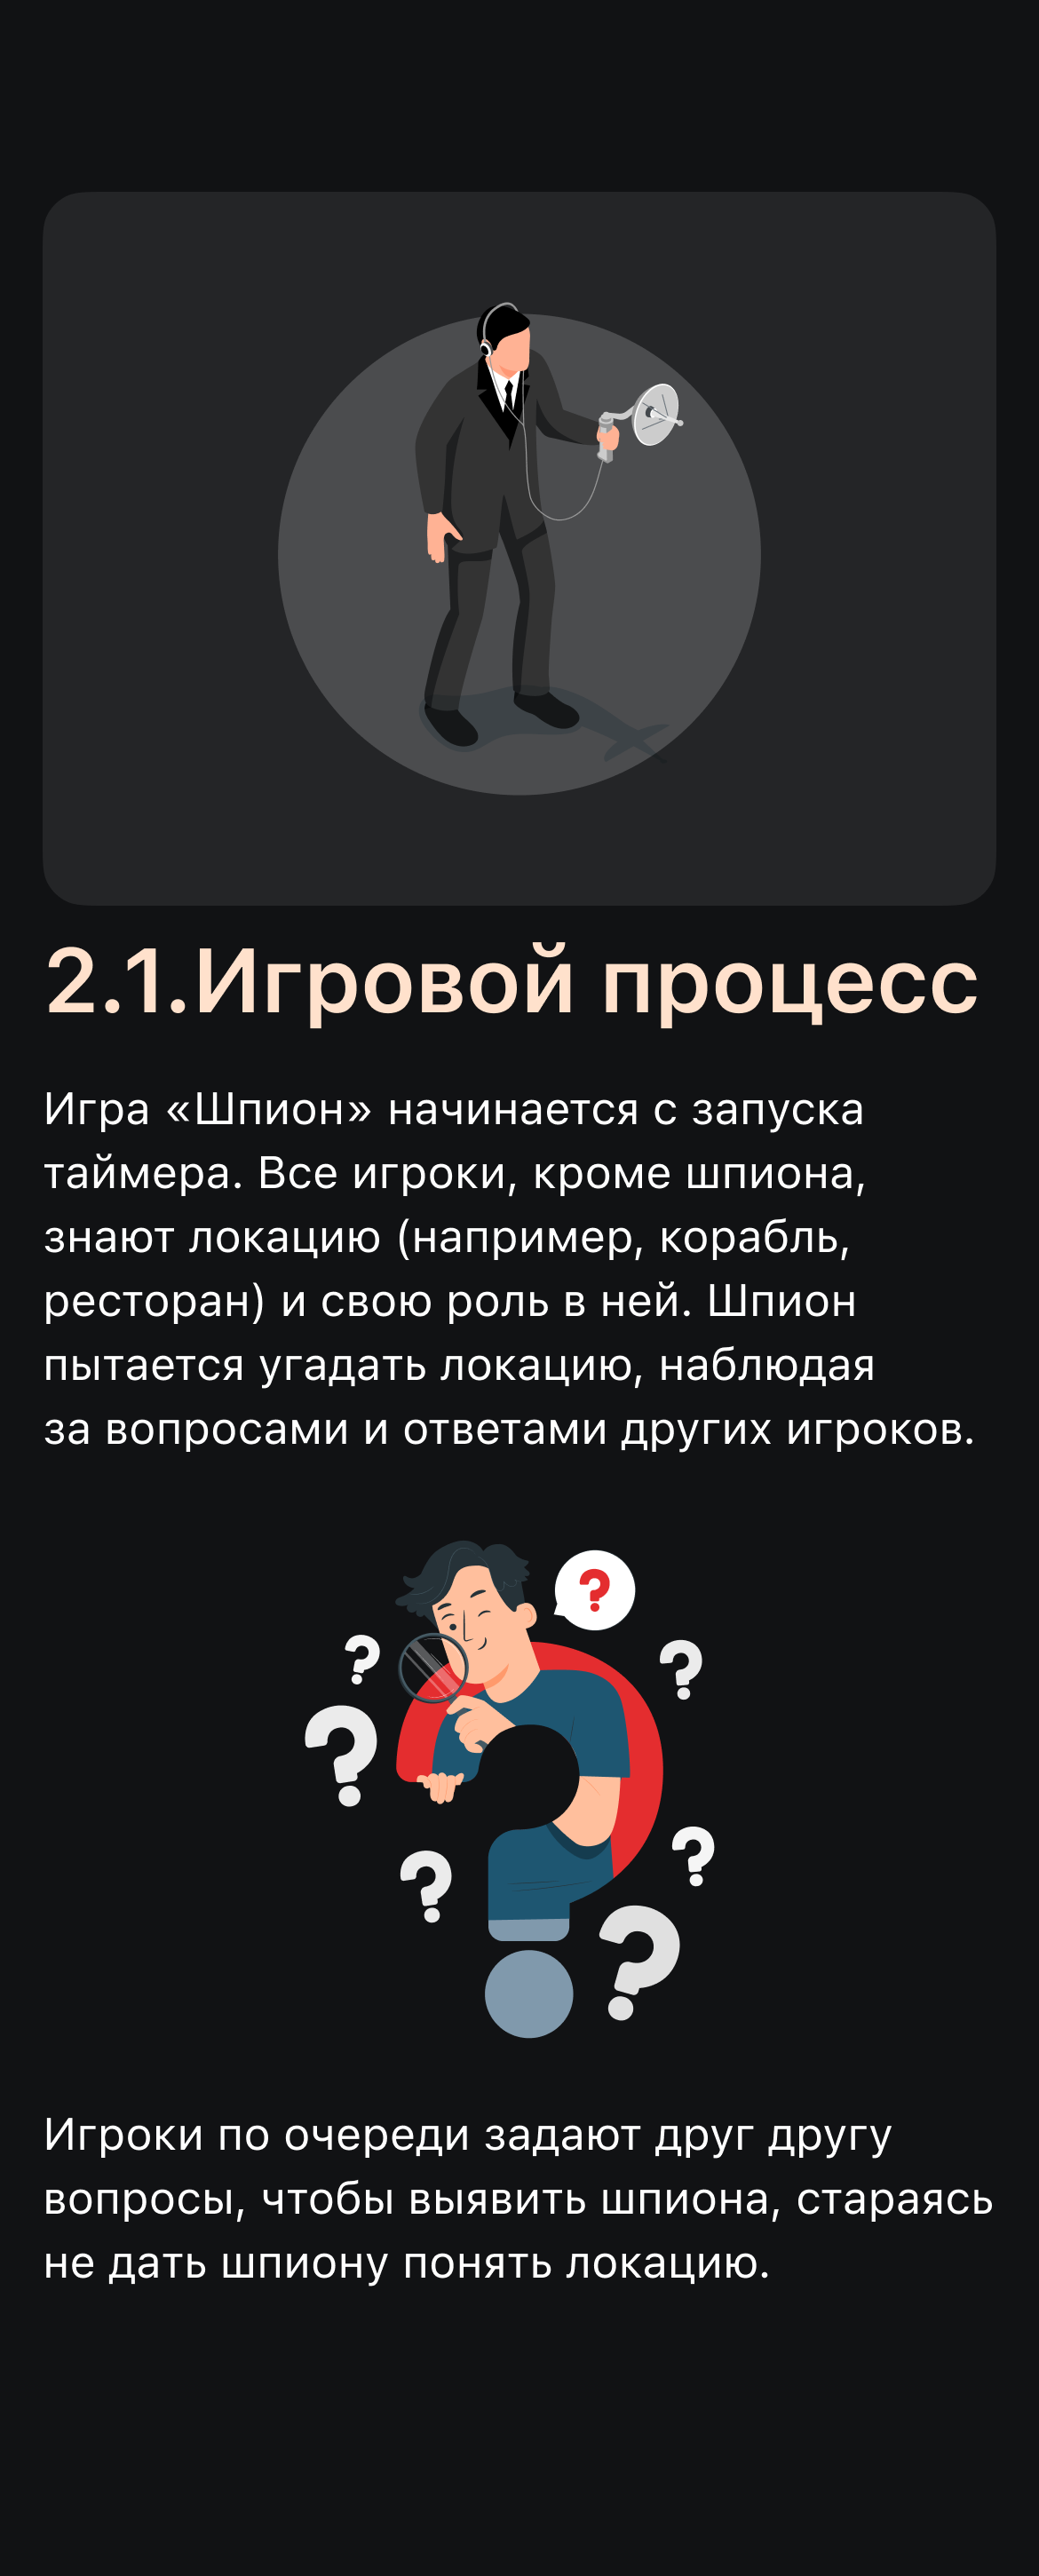 2.1.Игровой процесс
Игра «Шпион» начинается с запуска
таймера. Все игроки, кроме шпиона,
знают локацию (например, корабль,
ресторан) и свою роль в ней. Шпион
пытается угадать локацию, наблюдая
за вопросами и ответами других игроков.
?
?
?
?
?
?
?
Игроки по очереди задают друг другу
вопросы, чтобы выявить шпиона, стараясь
не дать шпиону понять локацию.